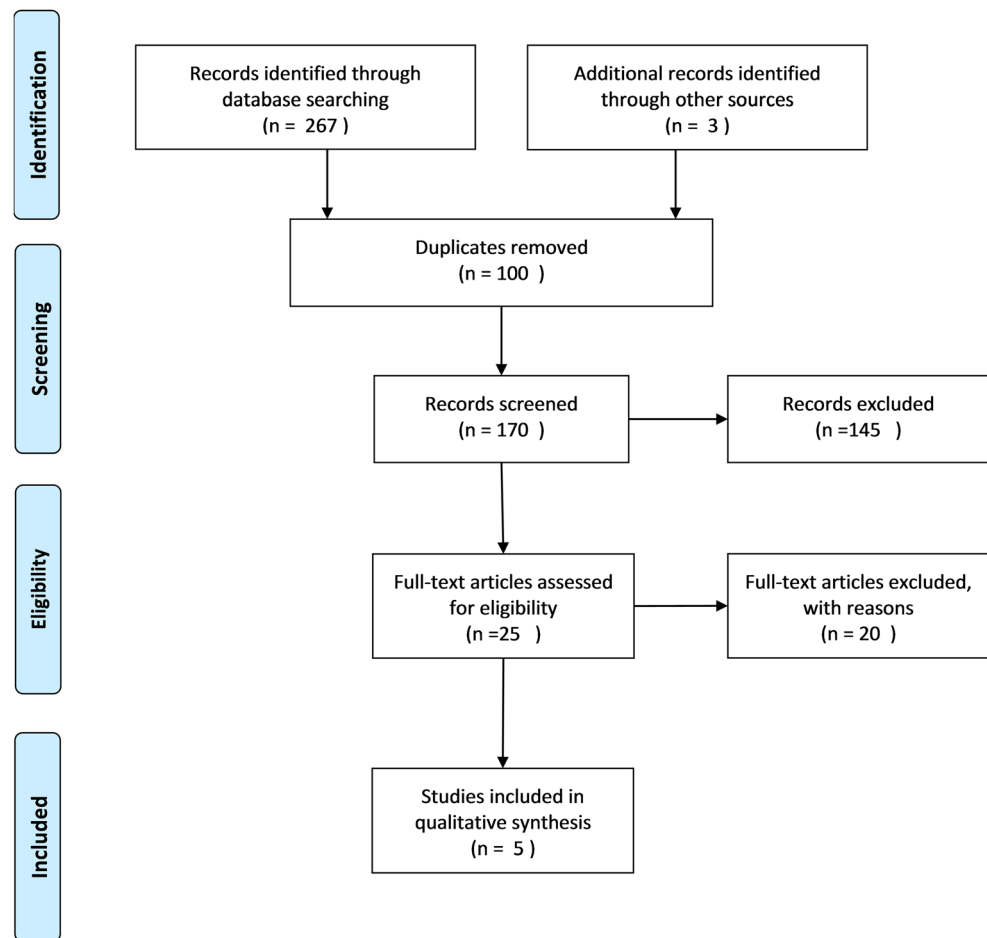 Identification
Records identified through
database searching
(n = 267 )
Additional records identified
through other sources
(n = 3 )
Duplicates removed
(n = 100 )
Screening
Records screened
(n = 170 )
Records excluded
(n =145 )
Eligibility
Full-text articles assessed
for eligibility
(n =25 )
Full-text articles excluded,
with reasons
(n = 20 )
Included
Studies included in
qualitative synthesis
(n = 5 )